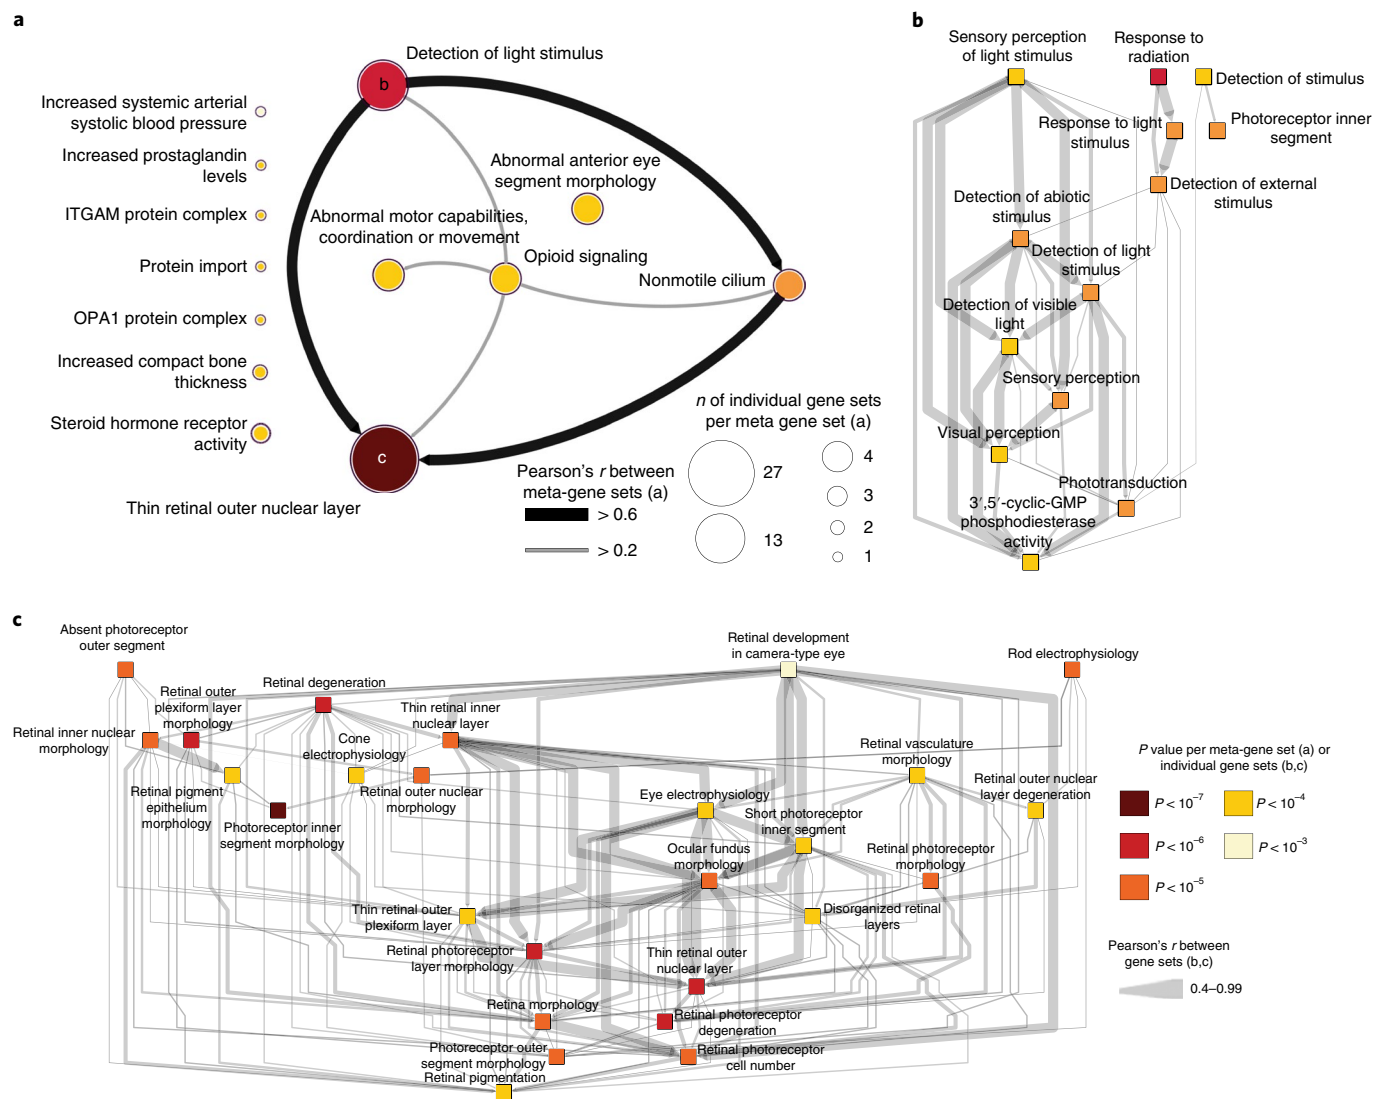 a
Detection of light stimulus
b
Increased systemic arterial
systolic blood pressure
Increased prostaglandin
levels
ITGAM protein complex
Protein import
OPA1 protein complex
Increased compact bone
thickness
Steroid hormone receptor
activity
Abnormal anterior eye
segment morphology
Abnormal motor capabilities,
coordination or movement
Opioid signaling
Nonmotile cilium
c
Thin retinal outer nuclear layer
Pearson's r between
meta-gene sets (a)
> 0.6
> 0.2
n of individual gene sets
per meta gene set (a)
27
13
4
3
2
1
b
Sensory perception
of light stimulus
Response to
radiation
Detection of stimulus
Response to light
stimulus
Photoreceptor inner
segment
Detection of external
stimulus
Detection of abiotic
stimulus
Detection of light
stimulus
Detection of visible
light
Sensory perception
Visual perception
Phototransduction
3′,5′-cyclic-GMP
phosphodiesterase
activity
c
Absent photoreceptor
outer segment
Retinal development
in camera-type eye
Rod electrophysiology
Retinal outer
plexiform layer
morphology
Retinal degeneration
Thin retinal inner
nuclear layer
Retinal inner nuclear
morphology
Cone
electrophysiology
Retinal vasculature
morphology
Retinal outer nuclear
layer degeneration
Retinal pigment
epithelium
morphology
Retinal outer nuclear
morphology
Photoreceptor inner
segment morphology
Eye electrophysiology
Short photoreceptor
inner segment
Ocular fundus
morphology
Retinal photoreceptor
morphology
Thin retinal outer
plexiform layer
Disorganized retinal
layers
Retinal photoreceptor
layer morphology
Thin retinal outer
nuclear layer
Retina morphology
Retinal photoreceptor
degeneration
Photoreceptor outer
segment morphology
Retinal photoreceptor
cell number
Retinal pigmentation
P value per meta-gene set (a) or
individual gene sets (b,c)
P < 10⁻⁷
P < 10⁻⁴
P < 10⁻⁶
P < 10⁻³
P < 10⁻⁵
Pearson's r between
gene sets (b,c)
0.4–0.99